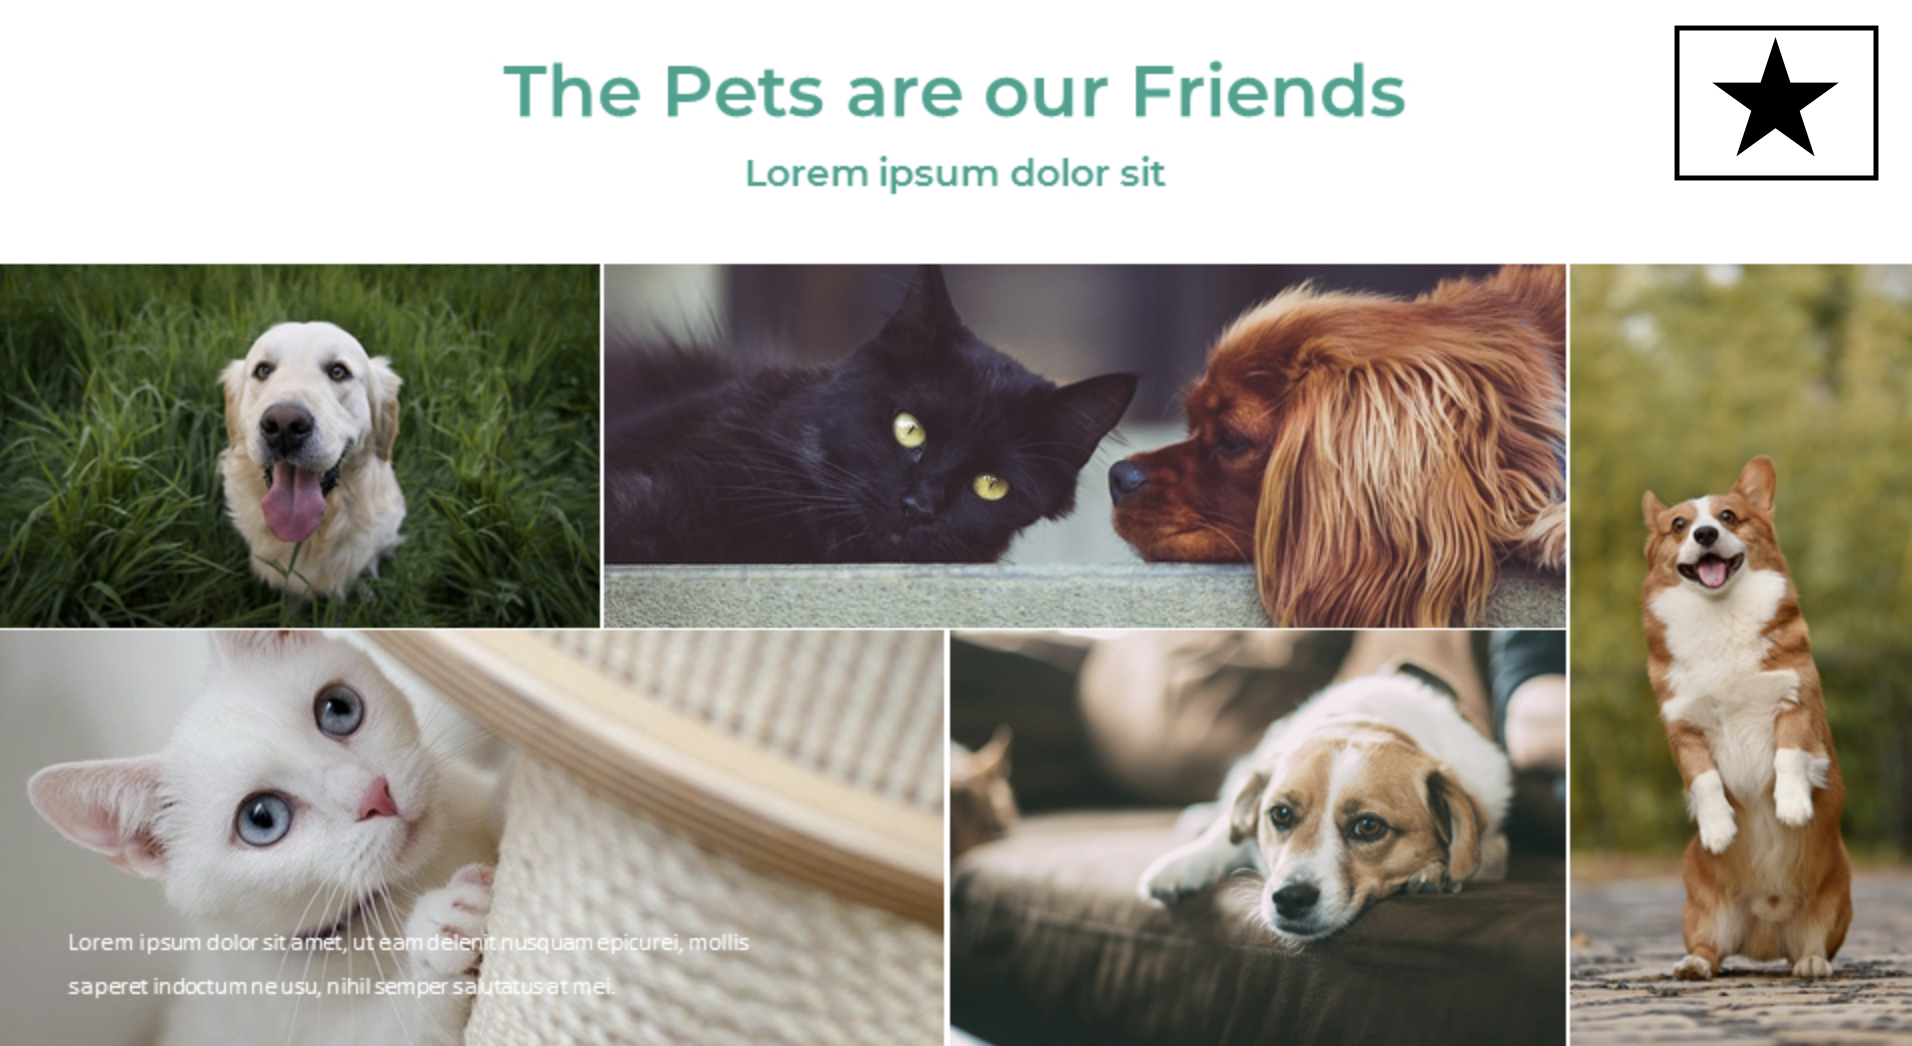 The Pets are our Friends
Lorem ipsum dolor sit
Lorem ipsum dolor sit amet, ut eam delenit nusquam epicurei, mollis
saperet indoctum ne usu, nihil semper salutatus at mei.